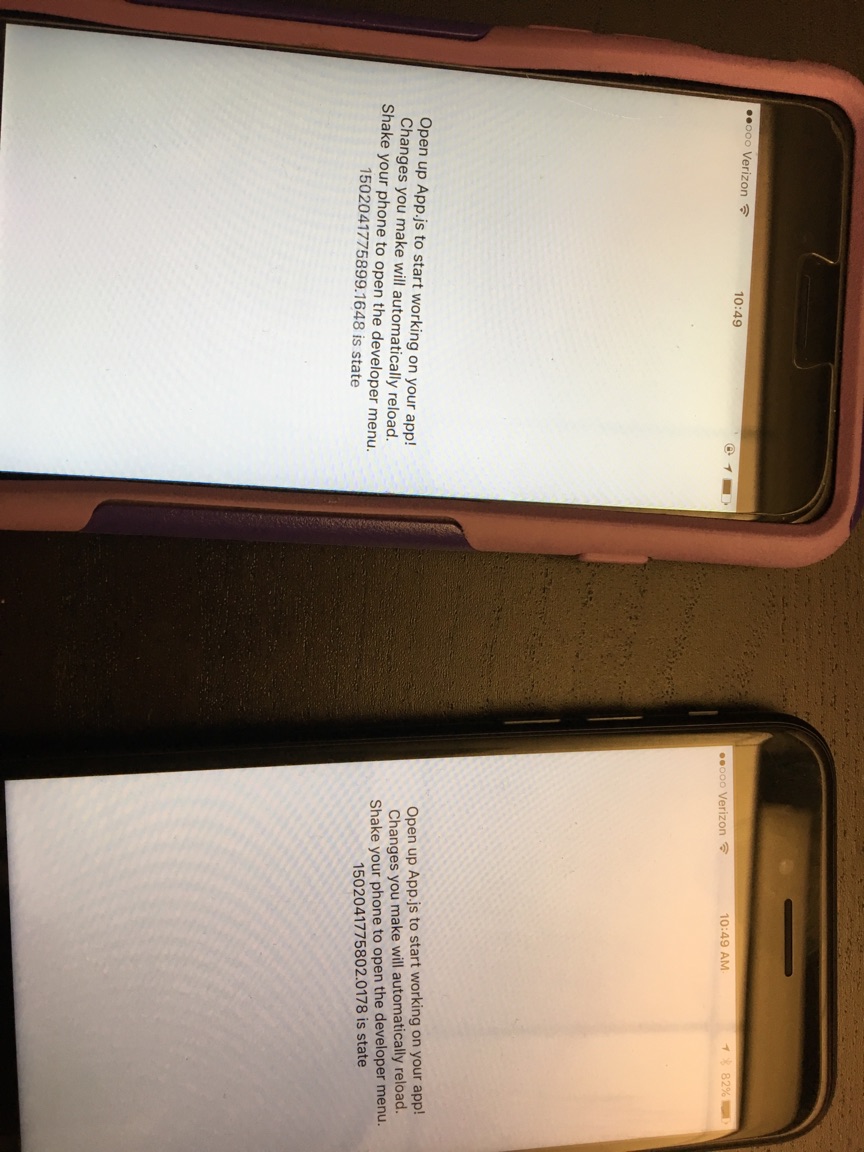 ●●○○○ Verizon
10:49
Open up App.js to start working on your app!
Changes you make will automatically reload.
Shake your phone to open the developer menu.
1502041775899.1648 is state
●●○○○ Verizon
10:49 AM
82%
Open up App.js to start working on your app!
Changes you make will automatically reload.
Shake your phone to open the developer menu.
1502041775802.0178 is state